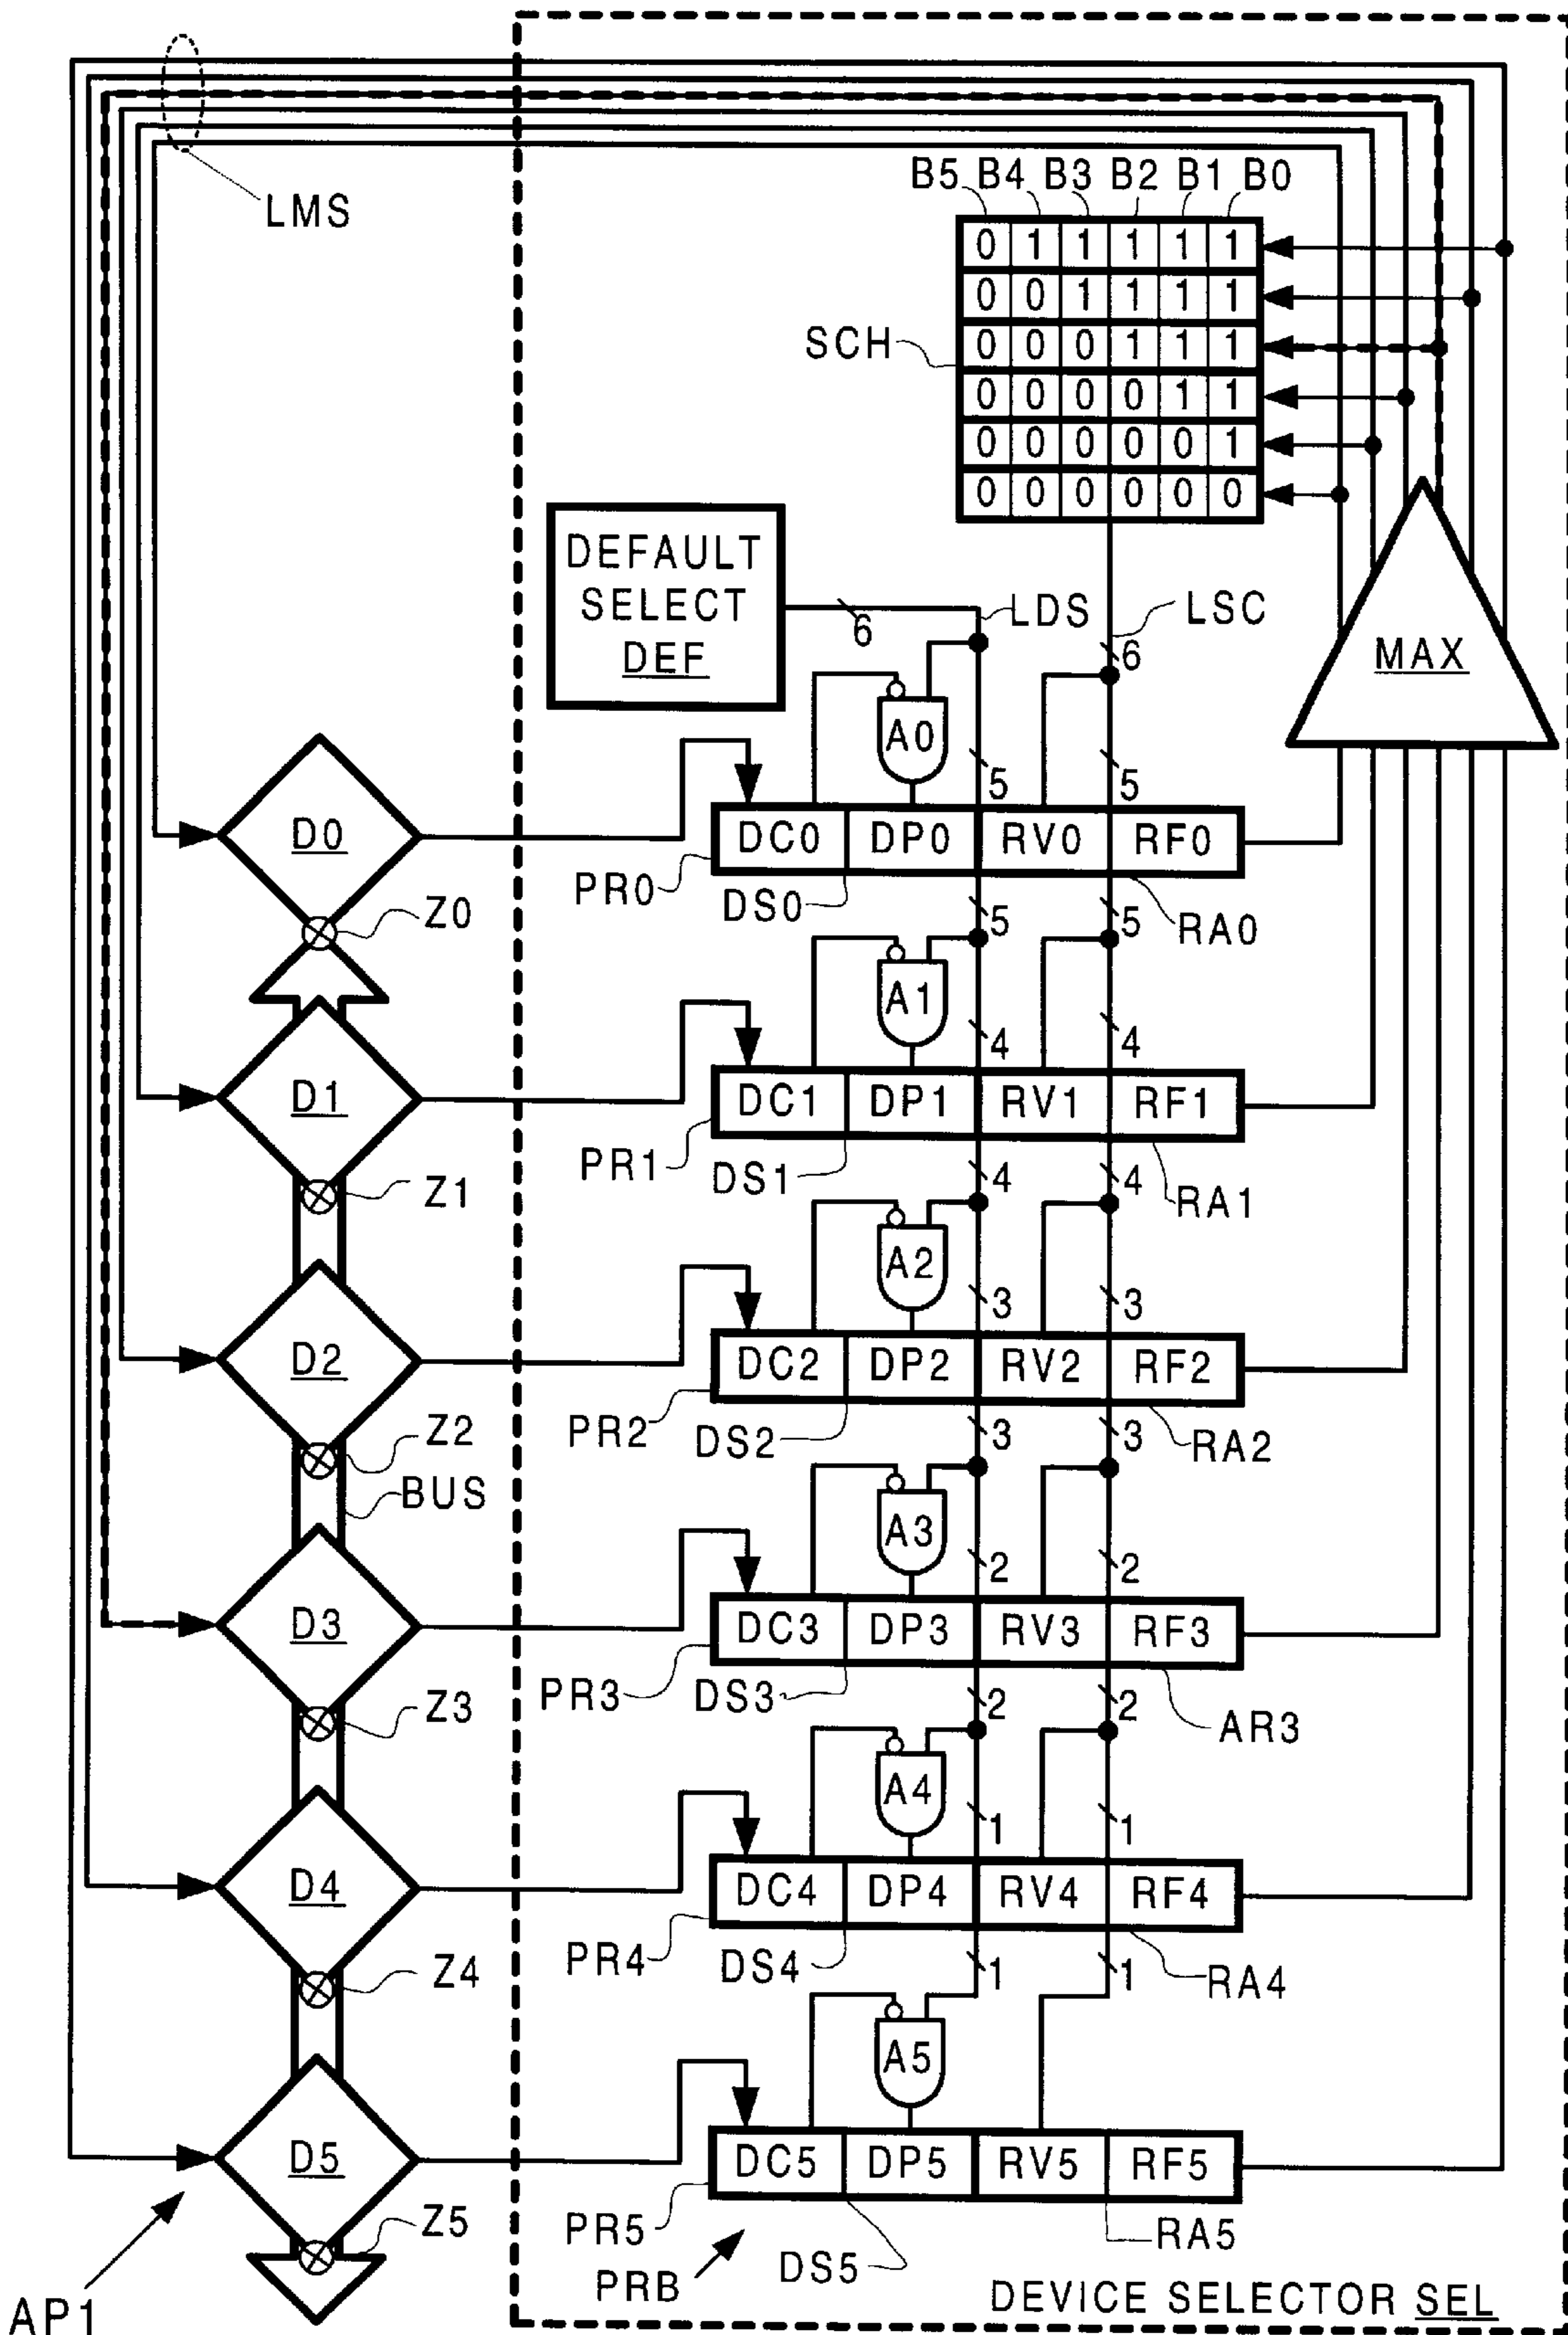 LMS
B5 B4 B3 B2 B1 B0
0 1 1 1 1 1
0 0 1 1 1 1
SCH
0 0 0 1 1 1
0 0 0 0 1 1
0 0 0 0 0 1
0 0 0 0 0 0
DEFAULT
SELECT
DEF
6
LDS
LSC
6
MAX
A0
5
5
D0
DC0 DP0 RV0 RF0
PR0
DS0
5
5
RA0
Z0
A1
4
4
D1
DC1 DP1 RV1 RF1
PR1
DS1
4
4
RA1
Z1
A2
3
3
D2
DC2 DP2 RV2 RF2
PR2
DS2
3
3
RA2
Z2
BUS
A3
2
2
D3
DC3 DP3 RV3 RF3
PR3
DS3
2
2
AR3
Z3
A4
1
1
D4
DC4 DP4 RV4 RF4
PR4
DS4
1
1
RA4
Z4
A5
D5
DC5 DP5 RV5 RF5
PR5
DS5
RA5
Z5
PRB
AP1
DEVICE SELECTOR SEL